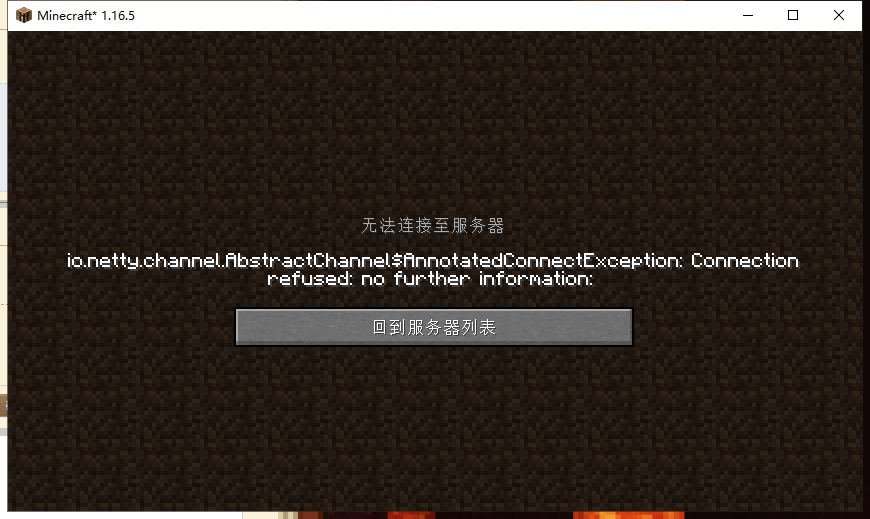 Minecraft* 1.16.5
无法连接至服务器
io.netty.channel.AbstractChannel$AnnotatedConnectException: Connection
refused: no further information:
回到服务器列表